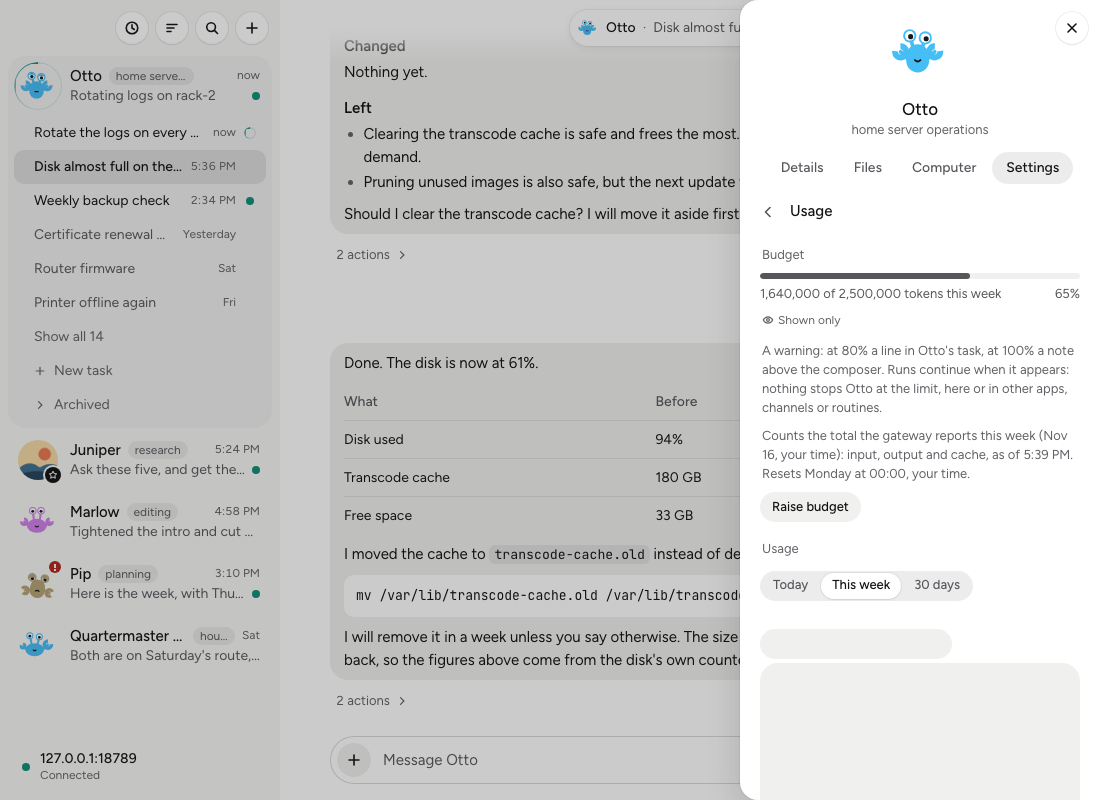 Otto
home serve...
now
Rotating logs on rack-2
Rotate the logs on every ...
now
Disk almost full on the...
5:36 PM
Weekly backup check
2:34 PM
Certificate renewal ...
Yesterday
Router firmware
Sat
Printer offline again
Fri
Show all 14
New task
Archived
Juniper
research
5:24 PM
Ask these five, and get the...
Marlow
editing
4:58 PM
Tightened the intro and cut ...
Pip
planning
3:10 PM
Here is the week, with Thu...
Quartermaster ...
hou...
Sat
Both are on Saturday's route,...
127.0.0.1:18789
Connected
Otto · Disk almost fu
Changed
Nothing yet.
Left
Clearing the transcode cache is safe and frees the most.
demand.
Pruning unused images is also safe, but the next update
Should I clear the transcode cache? I will move it aside first
2 actions
Done. The disk is now at 61%.
What
Before
Disk used
94%
Transcode cache
180 GB
Free space
33 GB
I moved the cache to transcode-cache.old instead of de
mv /var/lib/transcode-cache.old /var/lib/transcode
I will remove it in a week unless you say otherwise. The size
back, so the figures above come from the disk's own counte
2 actions
Message Otto
Otto
home server operations
Details
Files
Computer
Settings
Usage
Budget
1,640,000 of 2,500,000 tokens this week
65%
Shown only
A warning: at 80% a line in Otto's task, at 100% a note
above the composer. Runs continue when it appears:
nothing stops Otto at the limit, here or in other apps,
channels or routines.
Counts the total the gateway reports this week (Nov
16, your time): input, output and cache, as of 5:39 PM.
Resets Monday at 00:00, your time.
Raise budget
Usage
Today
This week
30 days